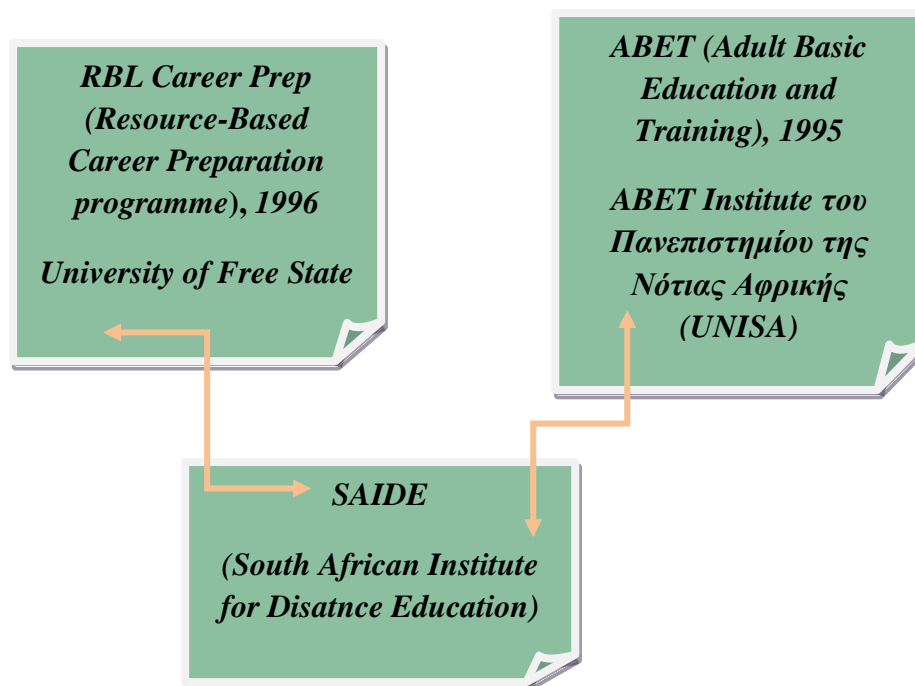 RBL Career Prep
(Resource-Based
Career Preparation
programme), 1996
University of Free State
ABET (Adult Basic
Education and
Training), 1995
ABET Institute του
Πανεπιστημίου της
Νότιας Αφρικής
(UNISA)
SAIDE
(South African Institute
for Disatnce Education)